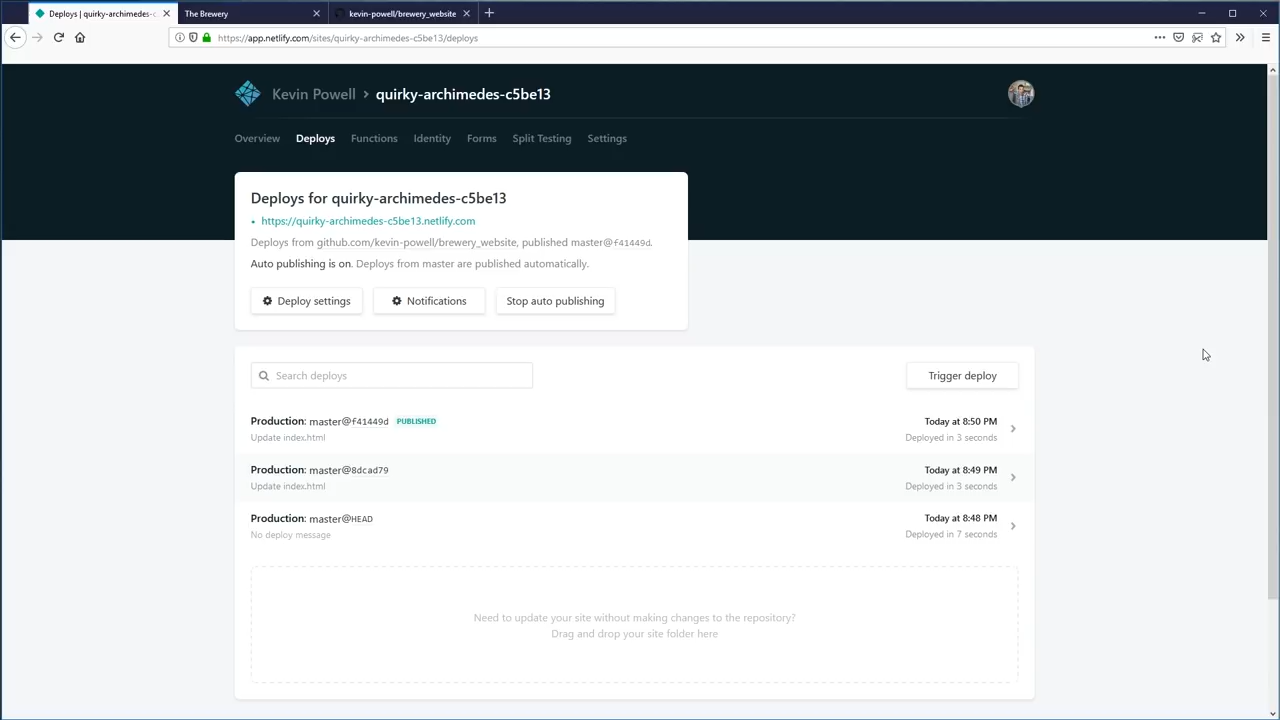 Deploys | quirky-archimedes-c
The Brewery
kevin-powell/brewery_website
https://app.netlify.com/sites/quirky-archimedes-c5be13/deploys
Kevin Powell > quirky-archimedes-c5be13
Overview Deploys Functions Identity Forms Split Testing Settings
Deploys for quirky-archimedes-c5be13
https://quirky-archimedes-c5be13.netlify.com
Deploys from github.com/kevin-powell/brewery_website, published master@f41449d.
Auto publishing is on. Deploys from master are published automatically.
Deploy settings Notifications Stop auto publishing
Search deploys Trigger deploy
Production: master@f41449d PUBLISHED Today at 8:50 PM
Update index.html Deployed in 3 seconds
Production: master@8dcad79 Today at 8:49 PM
Update index.html Deployed in 3 seconds
Production: master@HEAD Today at 8:48 PM
No deploy message Deployed in 7 seconds
Need to update your site without making changes to the repository?
Drag and drop your site folder here